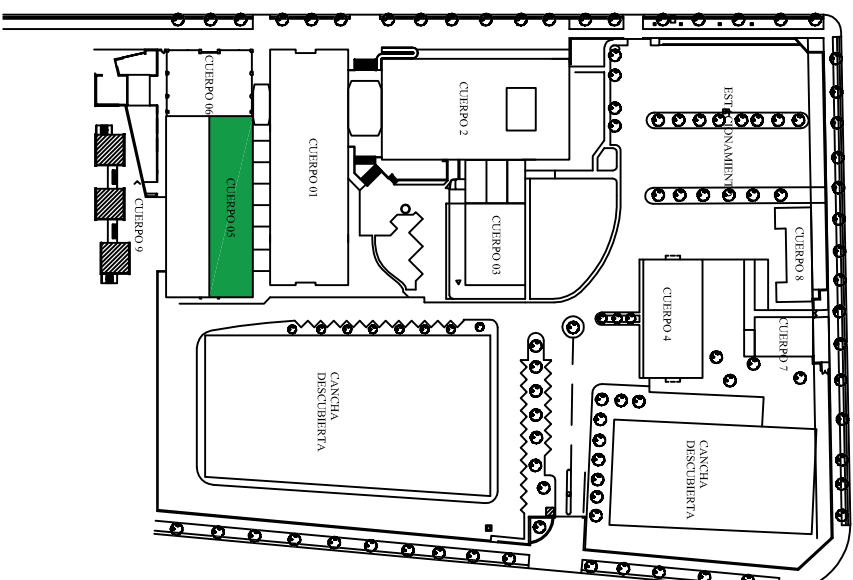 CUERPO 06
CUERPO 05
CUERPO 01
CUERPO 2
CUERPO 03
CUERPO 9
ESTACIONAMIENT
CUERPO 8
CUERPO 4
CUERPO 7
CANCHA
DESCUBIERTA
CANCHA
DESCUBIERTA